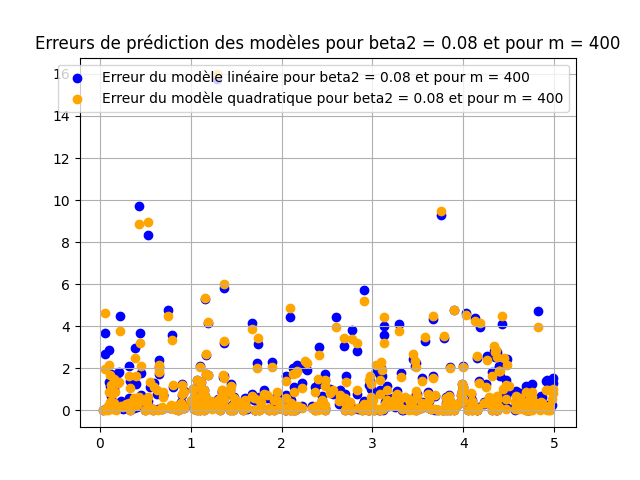 Erreurs de prédiction des modèles pour beta2 = 0.08 et pour m = 400
Erreur du modèle linéaire pour beta2 = 0.08 et pour m = 400
Erreur du modèle quadratique pour beta2 = 0.08 et pour m = 400
16
14
12
10
8
6
4
2
0
0 1 2 3 4 5